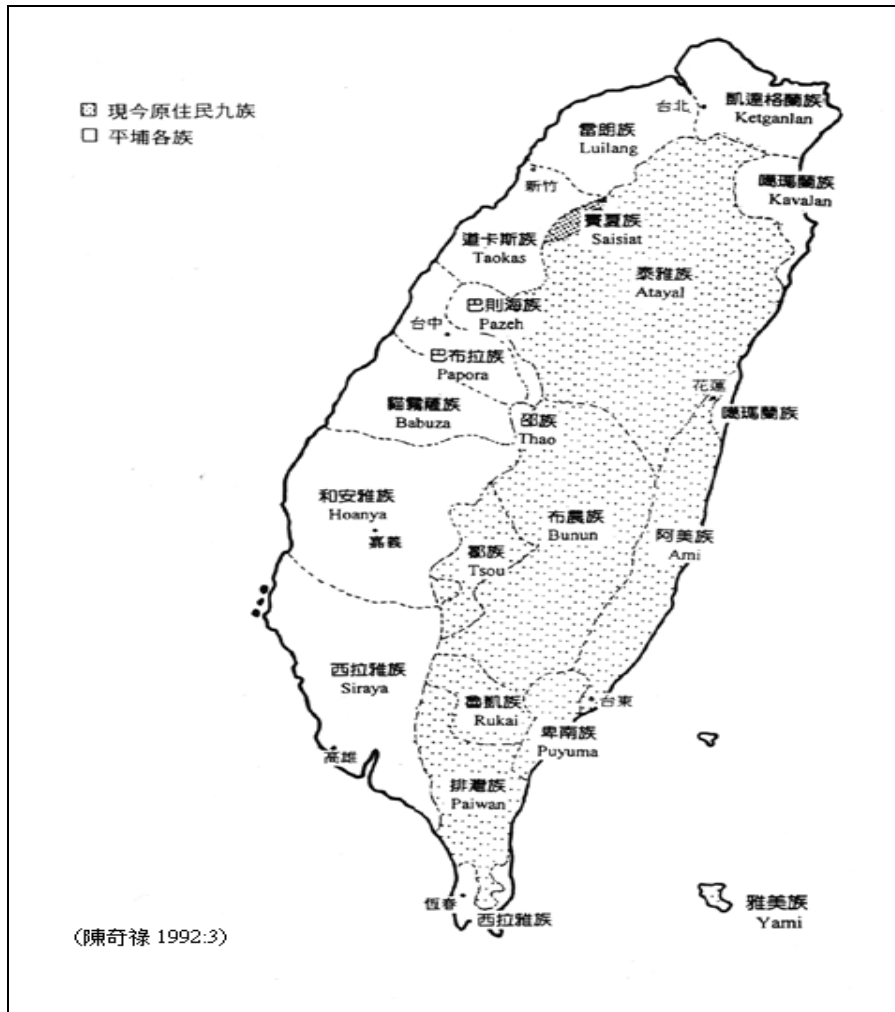 現今原住民九族
平埔各族
台北
凱達格蘭族
Ketganlan
雷朗族
Luilang
新竹
噶瑪蘭族
Kavalan
賽夏族
Saisiat
道卡斯族
Taokas
泰雅族
Atayal
巴則海族
Pazeh
台中
巴布拉族
Papora
花蓮
貓霧薩族
Babuza
邵族
Thao
噶瑪蘭族
和安雅族
Hoanya
嘉義
布農族
Bunun
阿美族
Ami
鄒族
Tsou
西拉雅族
Siraya
魯凱族
Rukai
台東
卑南族
Puyuma
高雄
排灣族
Paiwan
恆春
西拉雅族
雅美族
Yami
(陳奇祿 1992:3)